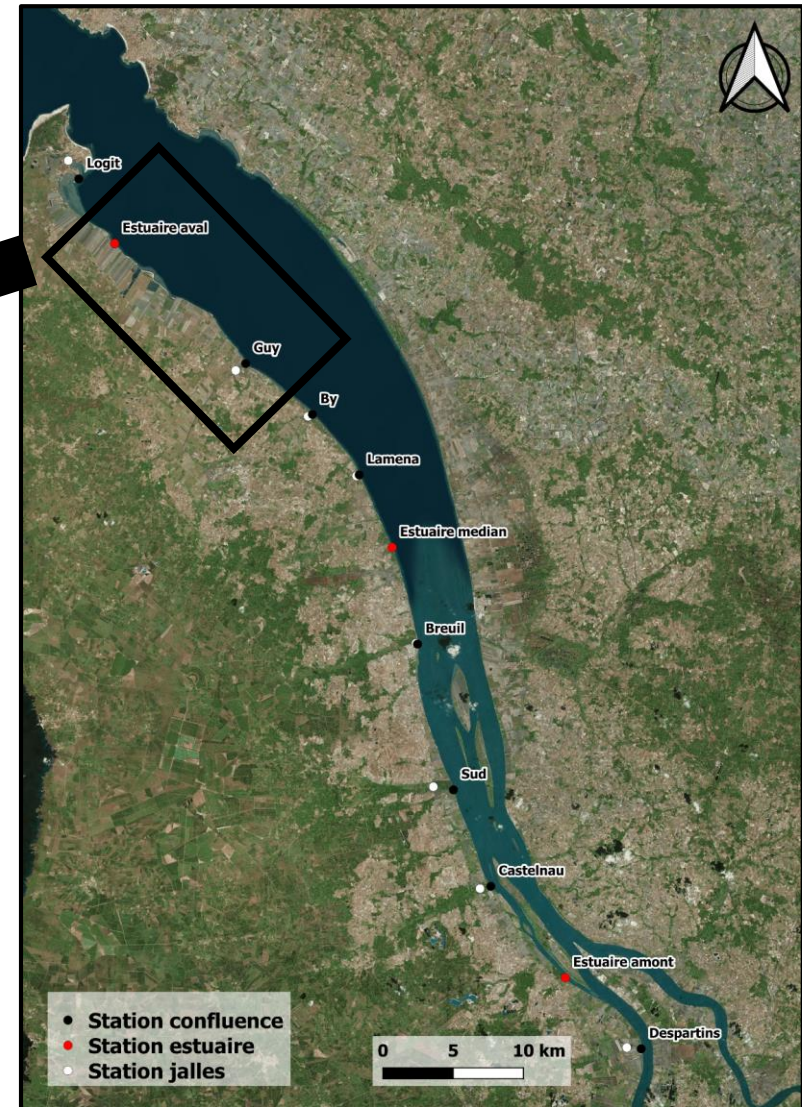 Logit
Estuaire aval
Guy
By
Lamena
Estuaire median
Breuil
Sud
Castelnau
Estuaire amont
Despartins
Station confluence
Station estuaire
Station jalles
0 5 10 km